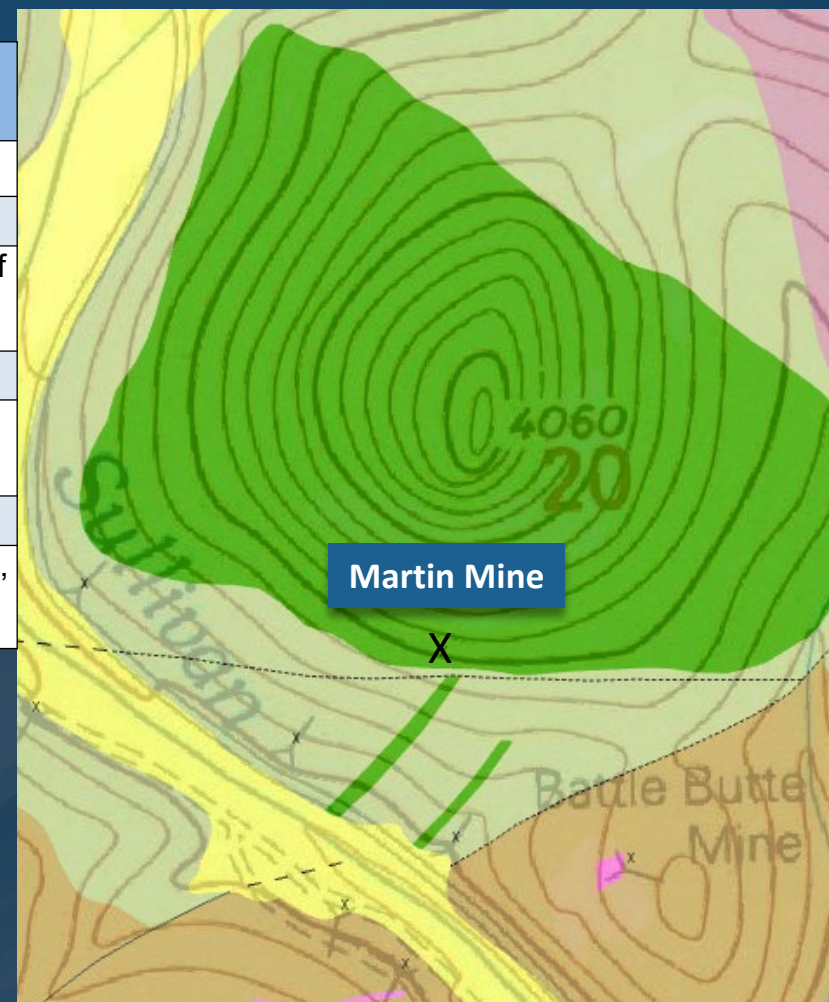 f
,
4060
20
Sullivan
Martin Mine
X
x
x
x
x
Battle Butte
Mine
x
x
x